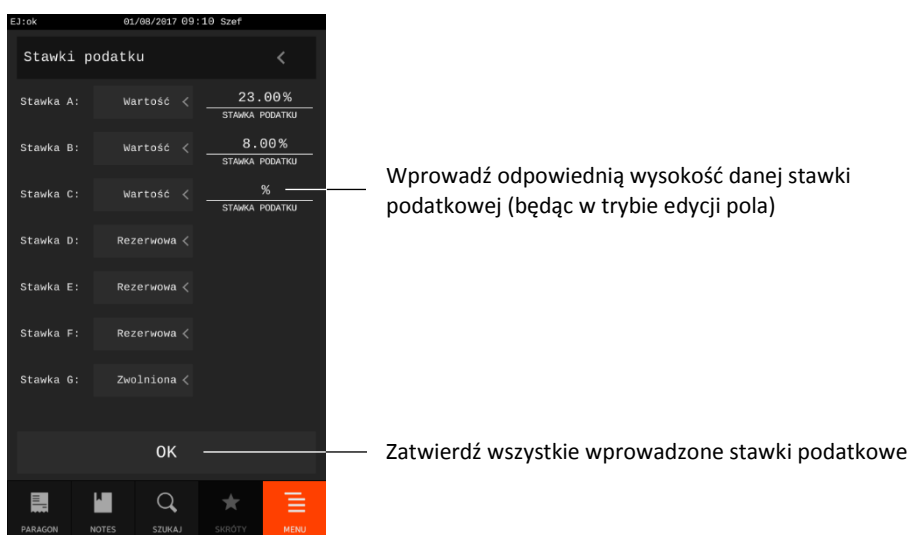 EJ:ok 01/08/2017 09:10 Szef
Stawki podatku <
Stawka A: Wartość < 23.00%
STAWKA PODATKU
Stawka B: Wartość < 8.00%
STAWKA PODATKU
Stawka C: Wartość < %
STAWKA PODATKU
Stawka D: Rezerwowa <
Stawka E: Rezerwowa <
Stawka F: Rezerwowa <
Stawka G: Zwolniona <
OK
PARAGON NOTES SZUKAJ SKRÓTY MENU
Wprowadź odpowiednią wysokość danej stawki
podatkowej (będąc w trybie edycji pola)
Zatwierdź wszystkie wprowadzone stawki podatkowe